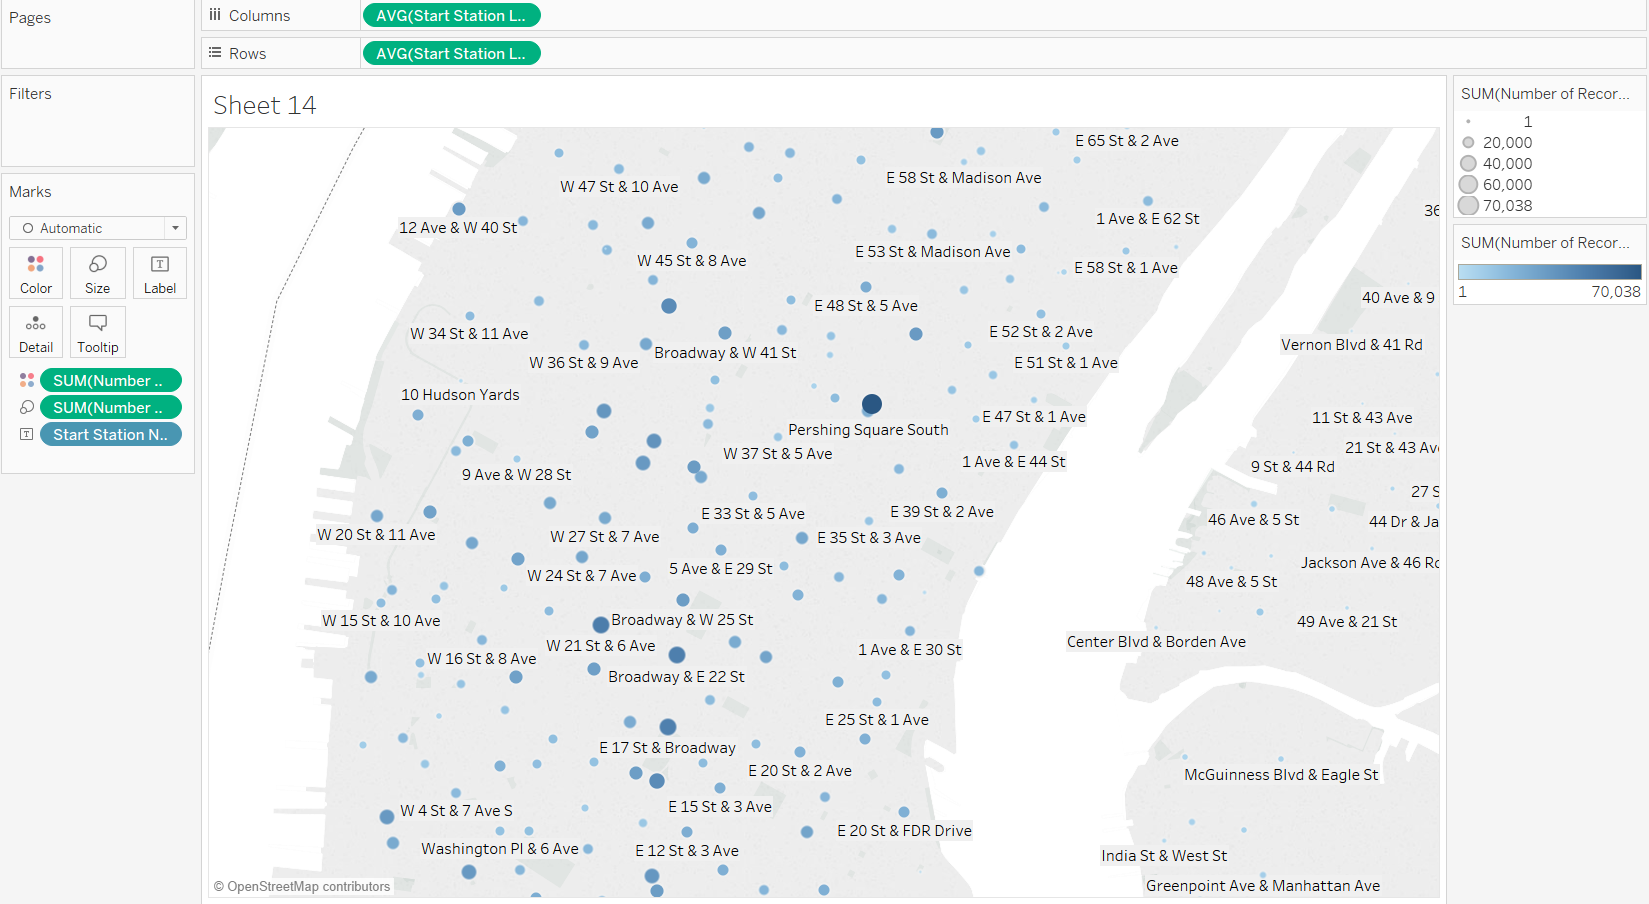 Pages
Columns
AVG(Start Station L..
Rows
AVG(Start Station L..
Filters
Marks
Automatic
Color
Size
Label
Detail
Tooltip
SUM(Number ..
SUM(Number ..
Start Station N..
Sheet 14
E 65 St & 2 Ave
W 47 St & 10 Ave
E 58 St & Madison Ave
36
12 Ave & W 40 St
1 Ave & E 62 St
W 45 St & 8 Ave
E 53 St & Madison Ave
E 58 St & 1 Ave
40 Ave & 9
E 48 St & 5 Ave
W 34 St & 11 Ave
E 52 St & 2 Ave
Vernon Blvd & 41 Rd
Broadway & W 41 St
W 36 St & 9 Ave
E 51 St & 1 Ave
10 Hudson Yards
E 47 St & 1 Ave
11 St & 43 Ave
Pershing Square South
21 St & 43 Av
W 37 St & 5 Ave
1 Ave & E 44 St
9 St & 44 Rd
9 Ave & W 28 St
27 S
E 33 St & 5 Ave
E 39 St & 2 Ave
46 Ave & 5 St
44 Dr & Ja
W 20 St & 11 Ave
W 27 St & 7 Ave
E 35 St & 3 Ave
5 Ave & E 29 St
Jackson Ave & 46 Rd
W 24 St & 7 Ave
48 Ave & 5 St
W 15 St & 10 Ave
Broadway & W 25 St
49 Ave & 21 St
W 21 St & 6 Ave
1 Ave & E 30 St
Center Blvd & Borden Ave
W 16 St & 8 Ave
Broadway & E 22 St
E 25 St & 1 Ave
E 17 St & Broadway
E 20 St & 2 Ave
McGuinness Blvd & Eagle St
W 4 St & 7 Ave S
E 15 St & 3 Ave
E 20 St & FDR Drive
Washington Pl & 6 Ave
E 12 St & 3 Ave
India St & West St
Greenpoint Ave & Manhattan Ave
© OpenStreetMap contributors
SUM(Number of Recor...
1
20,000
40,000
60,000
70,038
SUM(Number of Recor...
1 70,038